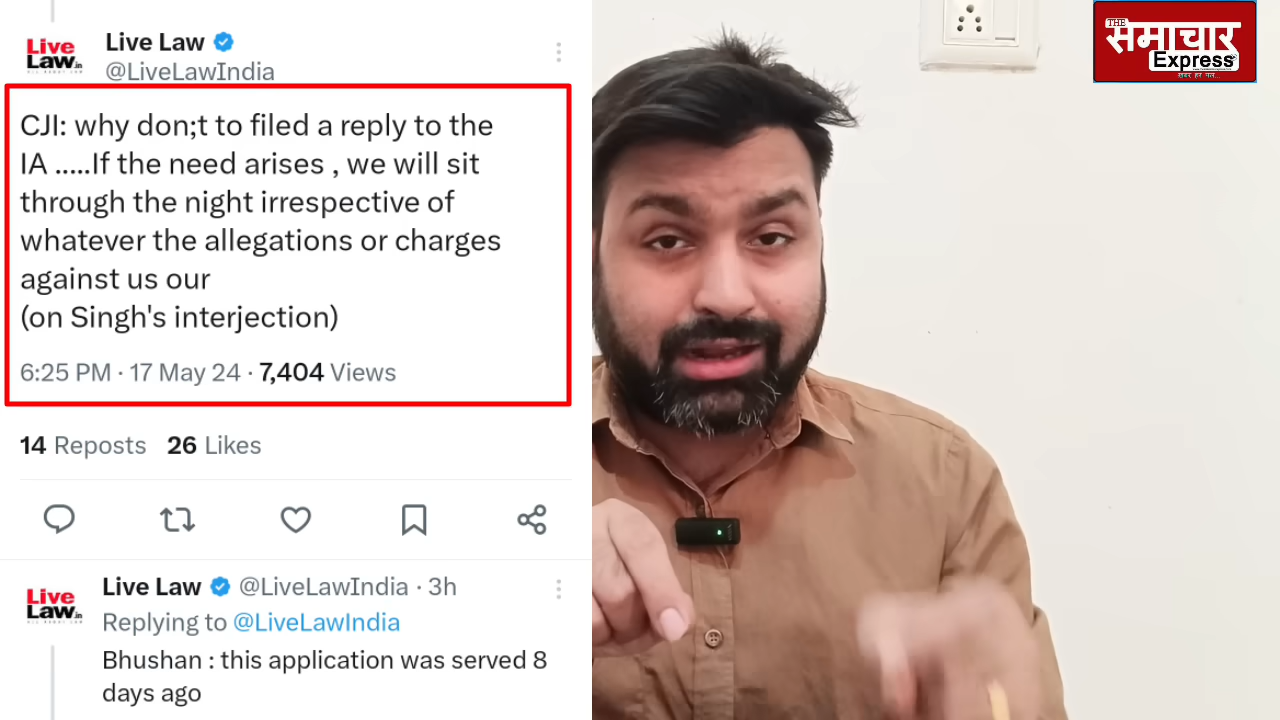 Live Law
@LiveLawIndia
Live
Law.in
CJI: why don;t to filed a reply to the
IA .....If the need arises , we will sit
through the night irrespective of
whatever the allegations or charges
against us our
(on Singh's interjection)
6:25 PM · 17 May 24 · 7,404 Views
14 Reposts 26 Likes
Live Law @LiveLawIndia · 3h
Live
Law.in
Replying to @LiveLawIndia
Bhushan : this application was served 8
days ago
THE
समाचार
Express